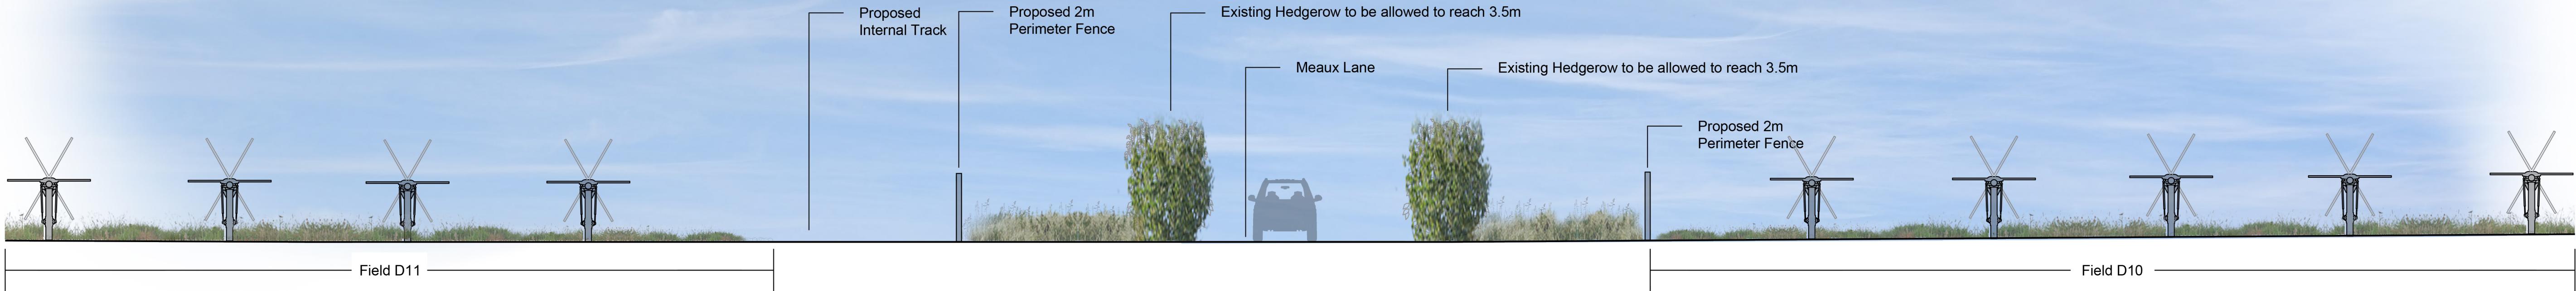 Proposed
Internal Track
Proposed 2m
Perimeter Fence
Existing Hedgerow to be allowed to reach 3.5m
Meaux Lane
Existing Hedgerow to be allowed to reach 3.5m
Proposed 2m
Perimeter Fence
Field D11
Field D10